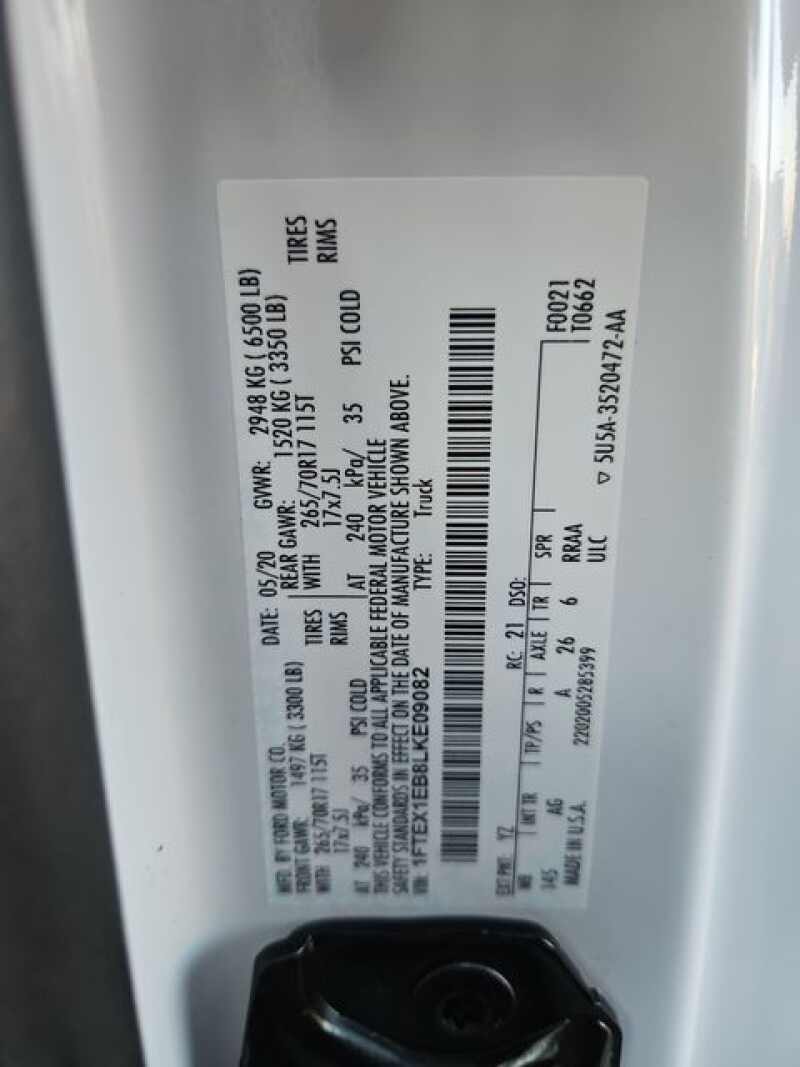 MFD. BY FORD MOTOR CO. DATE: 05/20 GVWR: 2948 KG ( 6500 LB)
FRONT GAWR: 1497 KG ( 3300 LB) REAR GAWR: 1520 KG ( 3350 LB)
WITH 265/70R17 115T TIRES WITH 265/70R17 115T TIRES
17x7.5J RIMS 17x7.5J RIMS
AT 240 kPa/ 35 PSI COLD AT 240 kPa/ 35 PSI COLD
THIS VEHICLE CONFORMS TO ALL APPLICABLE FEDERAL MOTOR VEHICLE
SAFETY STANDARDS IN EFFECT ON THE DATE OF MANUFACTURE SHOWN ABOVE.
VIN: 1FTEX1EB8LKE09082 TYPE: Truck
EXT PNT: YZ RC: 21 DSO: F0021
WB INT TR TP/PS R AXLE TR SPR T0662
145 AG A 26 6 RRAA
MADE IN U.S.A. 2202005285399 ULC ▽ 5U5A-3520472-AA